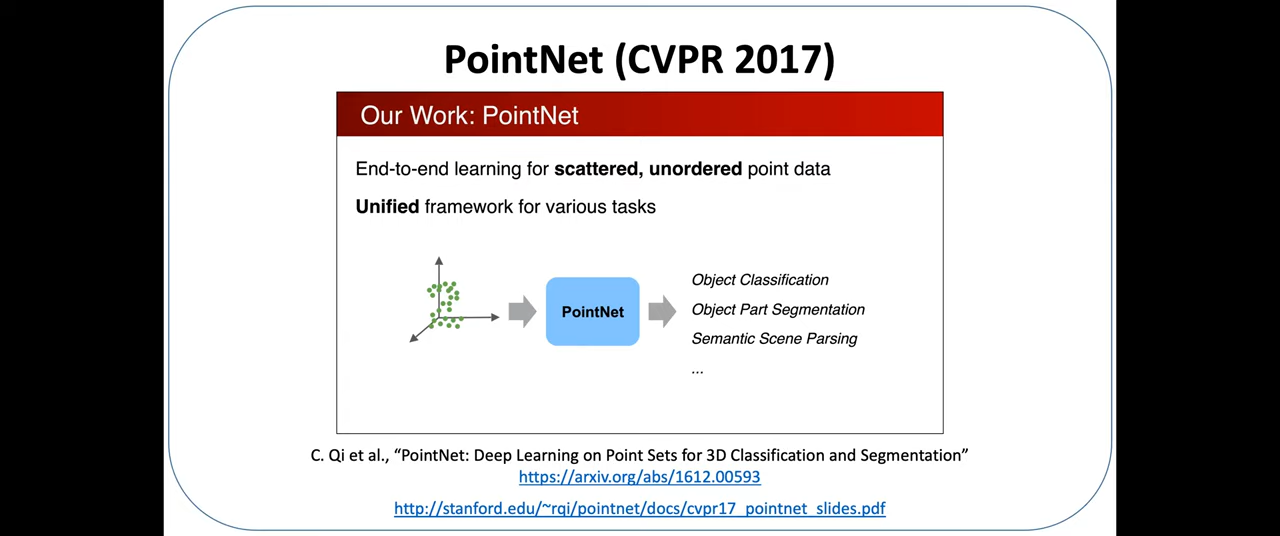 PointNet (CVPR 2017)
Our Work: PointNet
End-to-end learning for scattered, unordered point data
Unified framework for various tasks
PointNet
Object Classification
Object Part Segmentation
Semantic Scene Parsing
...
C. Qi et al., “PointNet: Deep Learning on Point Sets for 3D Classification and Segmentation”
https://arxiv.org/abs/1612.00593
http://stanford.edu/~rqi/pointnet/docs/cvpr17_pointnet_slides.pdf